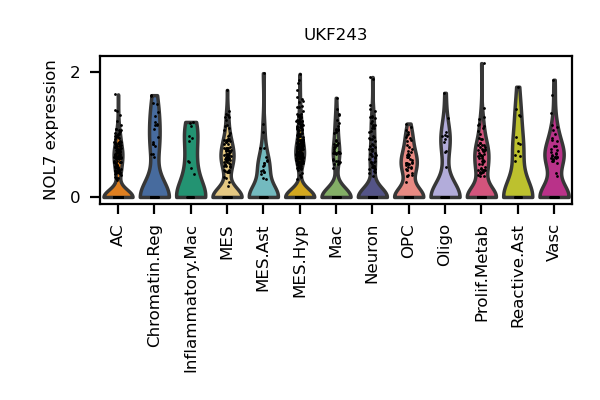 UKF243
NOL7 expression
2
0
AC
Chromatin.Reg
Inflammatory.Mac
MES
MES.Ast
MES.Hyp
Mac
Neuron
OPC
Oligo
Prolif.Metab
Reactive.Ast
Vasc